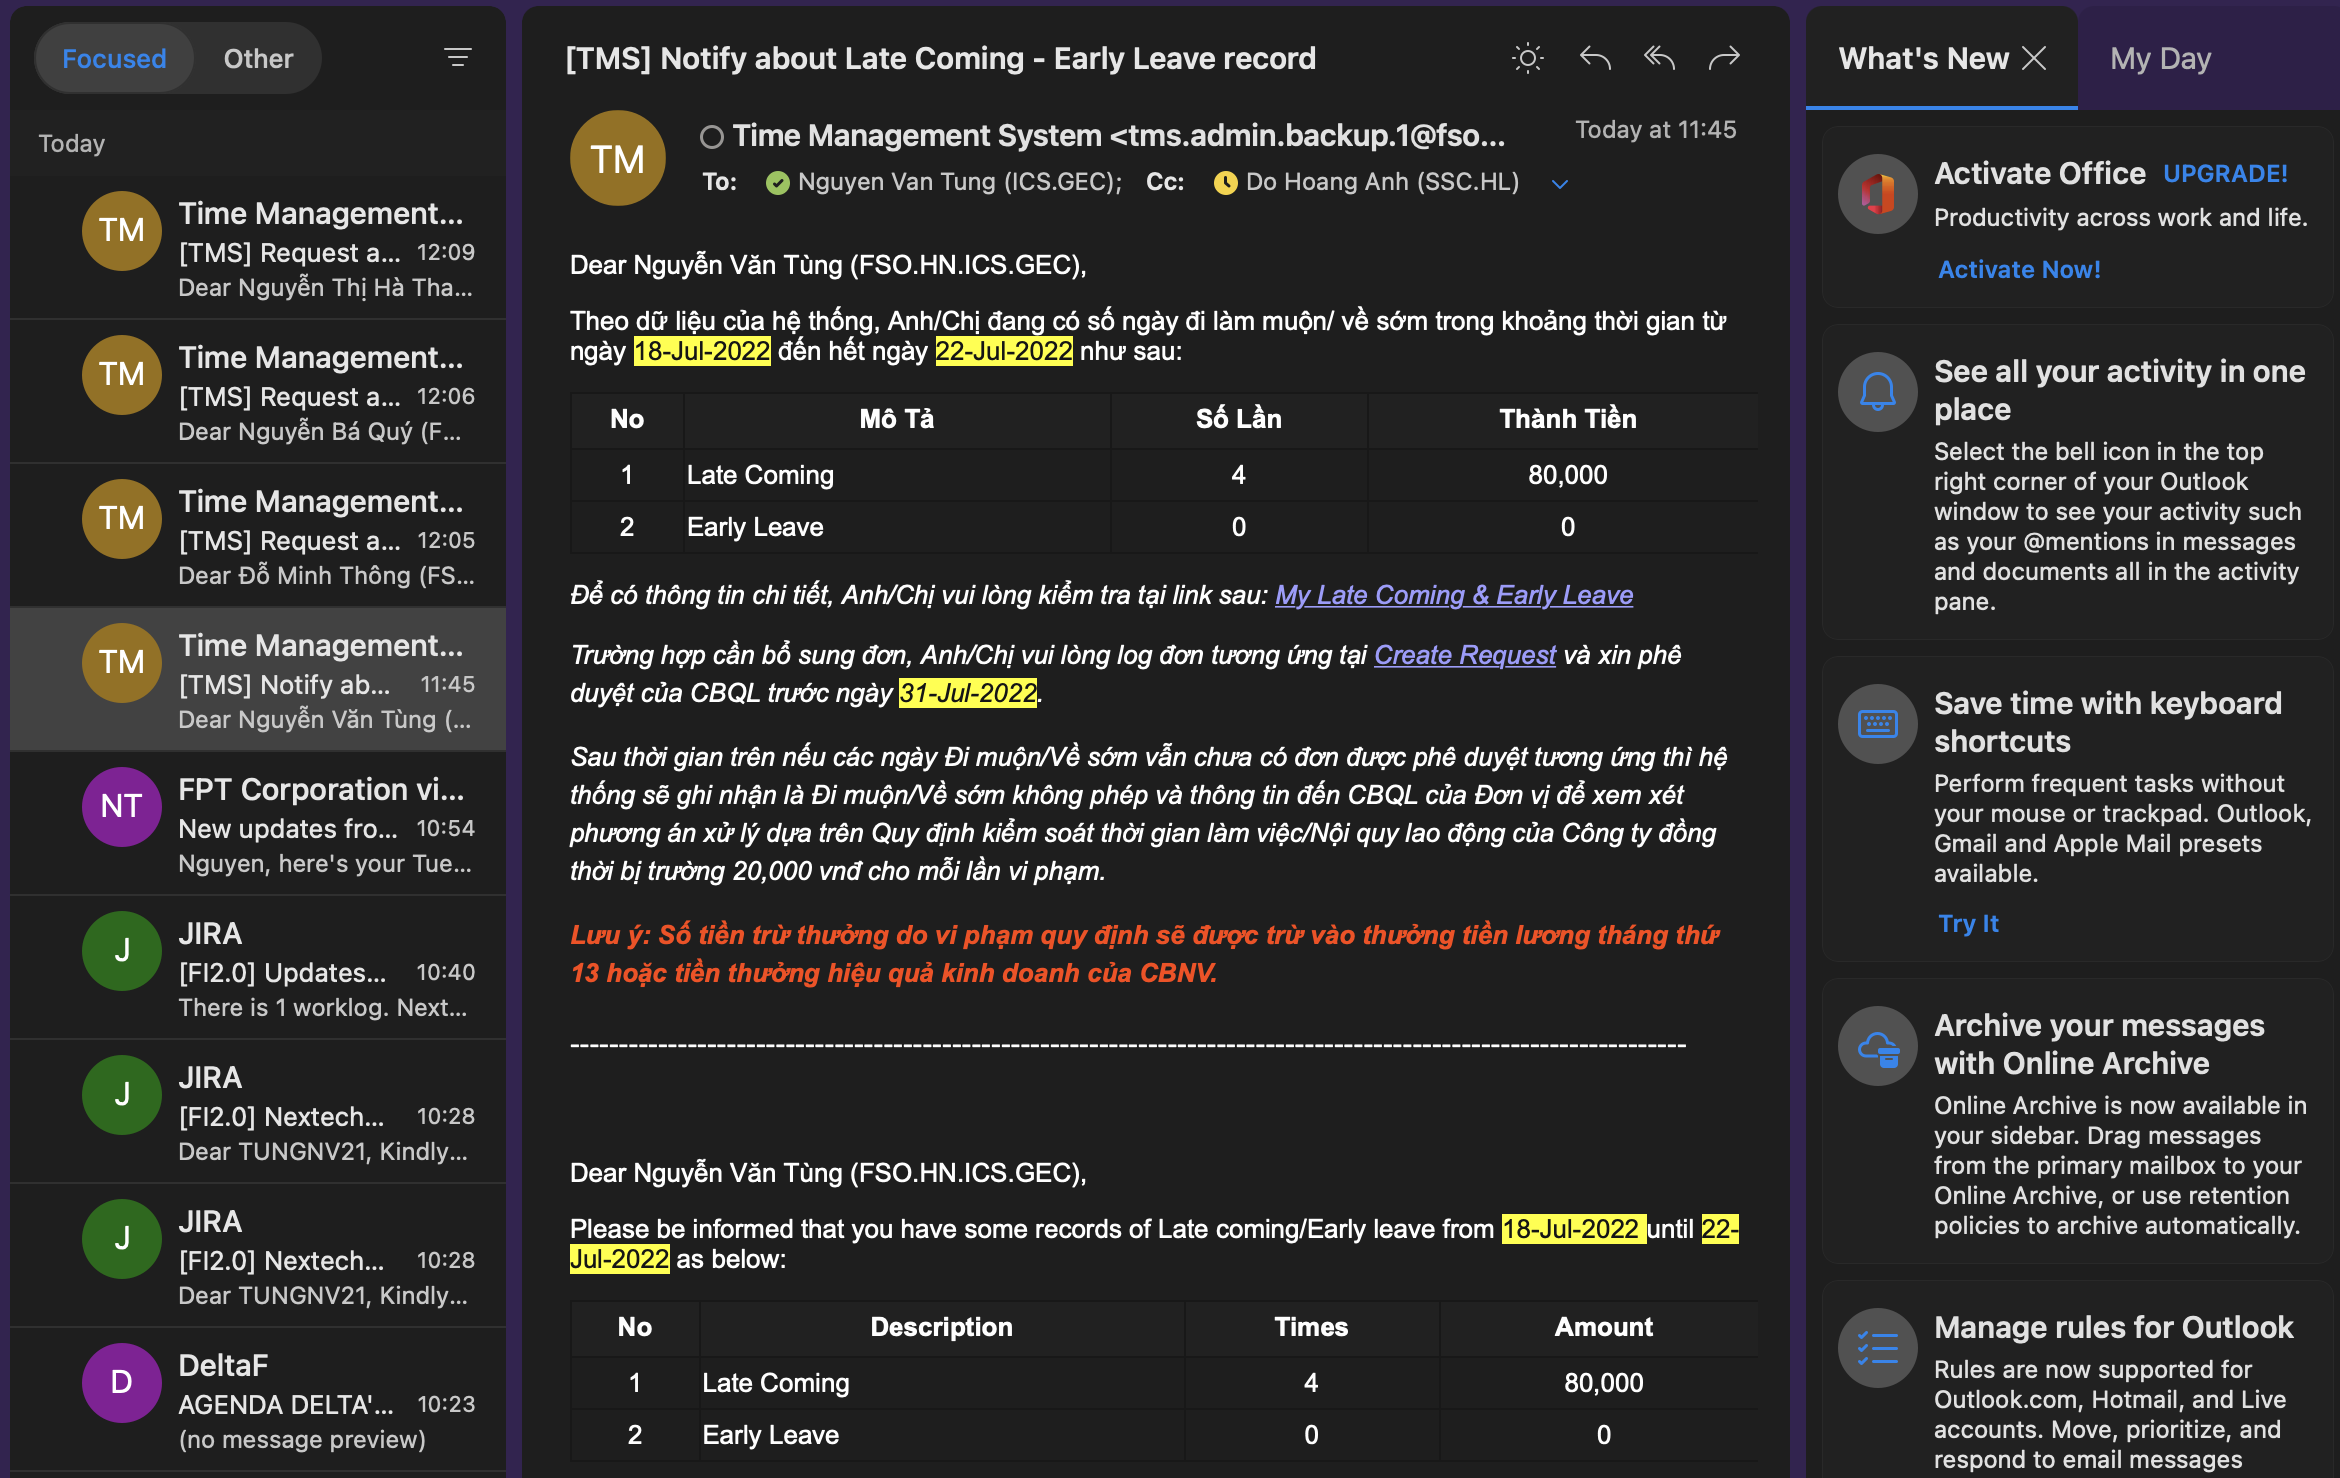 Focused
Other
Today
TM
Time Management...
[TMS] Request a...
12:09
Dear Nguyễn Thị Hà Tha...
TM
Time Management...
[TMS] Request a...
12:06
Dear Nguyễn Bá Quý (F...
TM
Time Management...
[TMS] Request a...
12:05
Dear Đỗ Minh Thông (FS...
TM
Time Management...
[TMS] Notify ab...
11:45
Dear Nguyễn Văn Tùng (...
NT
FPT Corporation vi...
New updates fro...
10:54
Nguyen, here's your Tue...
J
JIRA
[FI2.0] Updates...
10:40
There is 1 worklog. Next...
J
JIRA
[FI2.0] Nextech...
10:28
Dear TUNGNV21, Kindly...
J
JIRA
[FI2.0] Nextech...
10:28
Dear TUNGNV21, Kindly...
D
DeltaF
AGENDA DELTA'...
10:23
(no message preview)
[TMS] Notify about Late Coming - Early Leave record
TM
Time Management System <tms.admin.backup.1@fso...
Today at 11:45
To: Nguyen Van Tung (ICS.GEC); Cc: Do Hoang Anh (SSC.HL)
Dear Nguyễn Văn Tùng (FSO.HN.ICS.GEC),
Theo dữ liệu của hệ thống, Anh/Chị đang có số ngày đi làm muộn/ về sớm trong khoảng thời gian từ
ngày 18-Jul-2022 đến hết ngày 22-Jul-2022 như sau:
No Mô Tả Số Lần Thành Tiền
1 Late Coming 4 80,000
2 Early Leave 0 0
Để có thông tin chi tiết, Anh/Chị vui lòng kiểm tra tại link sau: My Late Coming & Early Leave
Trường hợp cần bổ sung đơn, Anh/Chị vui lòng log đơn tương ứng tại Create Request và xin phê
duyệt của CBQL trước ngày 31-Jul-2022.
Sau thời gian trên nếu các ngày Đi muộn/Về sớm vẫn chưa có đơn được phê duyệt tương ứng thì hệ
thống sẽ ghi nhận là Đi muộn/Về sớm không phép và thông tin đến CBQL của Đơn vị để xem xét
phương án xử lý dựa trên Quy định kiểm soát thời gian làm việc/Nội quy lao động của Công ty đồng
thời bị trường 20,000 vnđ cho mỗi lần vi phạm.
Lưu ý: Số tiền trừ thưởng do vi phạm quy định sẽ được trừ vào thưởng tiền lương tháng thứ
13 hoặc tiền thưởng hiệu quả kinh doanh của CBNV.
------------------------------------------------------------------------------------------------------------------
Dear Nguyễn Văn Tùng (FSO.HN.ICS.GEC),
Please be informed that you have some records of Late coming/Early leave from 18-Jul-2022 until 22-
Jul-2022 as below:
No Description Times Amount
1 Late Coming 4 80,000
2 Early Leave 0 0
What's New
My Day
Activate Office UPGRADE!
Productivity across work and life.
Activate Now!
See all your activity in one
place
Select the bell icon in the top
right corner of your Outlook
window to see your activity such
as your @mentions in messages
and documents all in the activity
pane.
Save time with keyboard
shortcuts
Perform frequent tasks without
your mouse or trackpad. Outlook,
Gmail and Apple Mail presets
available.
Try It
Archive your messages
with Online Archive
Online Archive is now available in
your sidebar. Drag messages
from the primary mailbox to your
Online Archive, or use retention
policies to archive automatically.
Manage rules for Outlook
Rules are now supported for
Outlook.com, Hotmail, and Live
accounts. Move, prioritize, and
respond to email messages